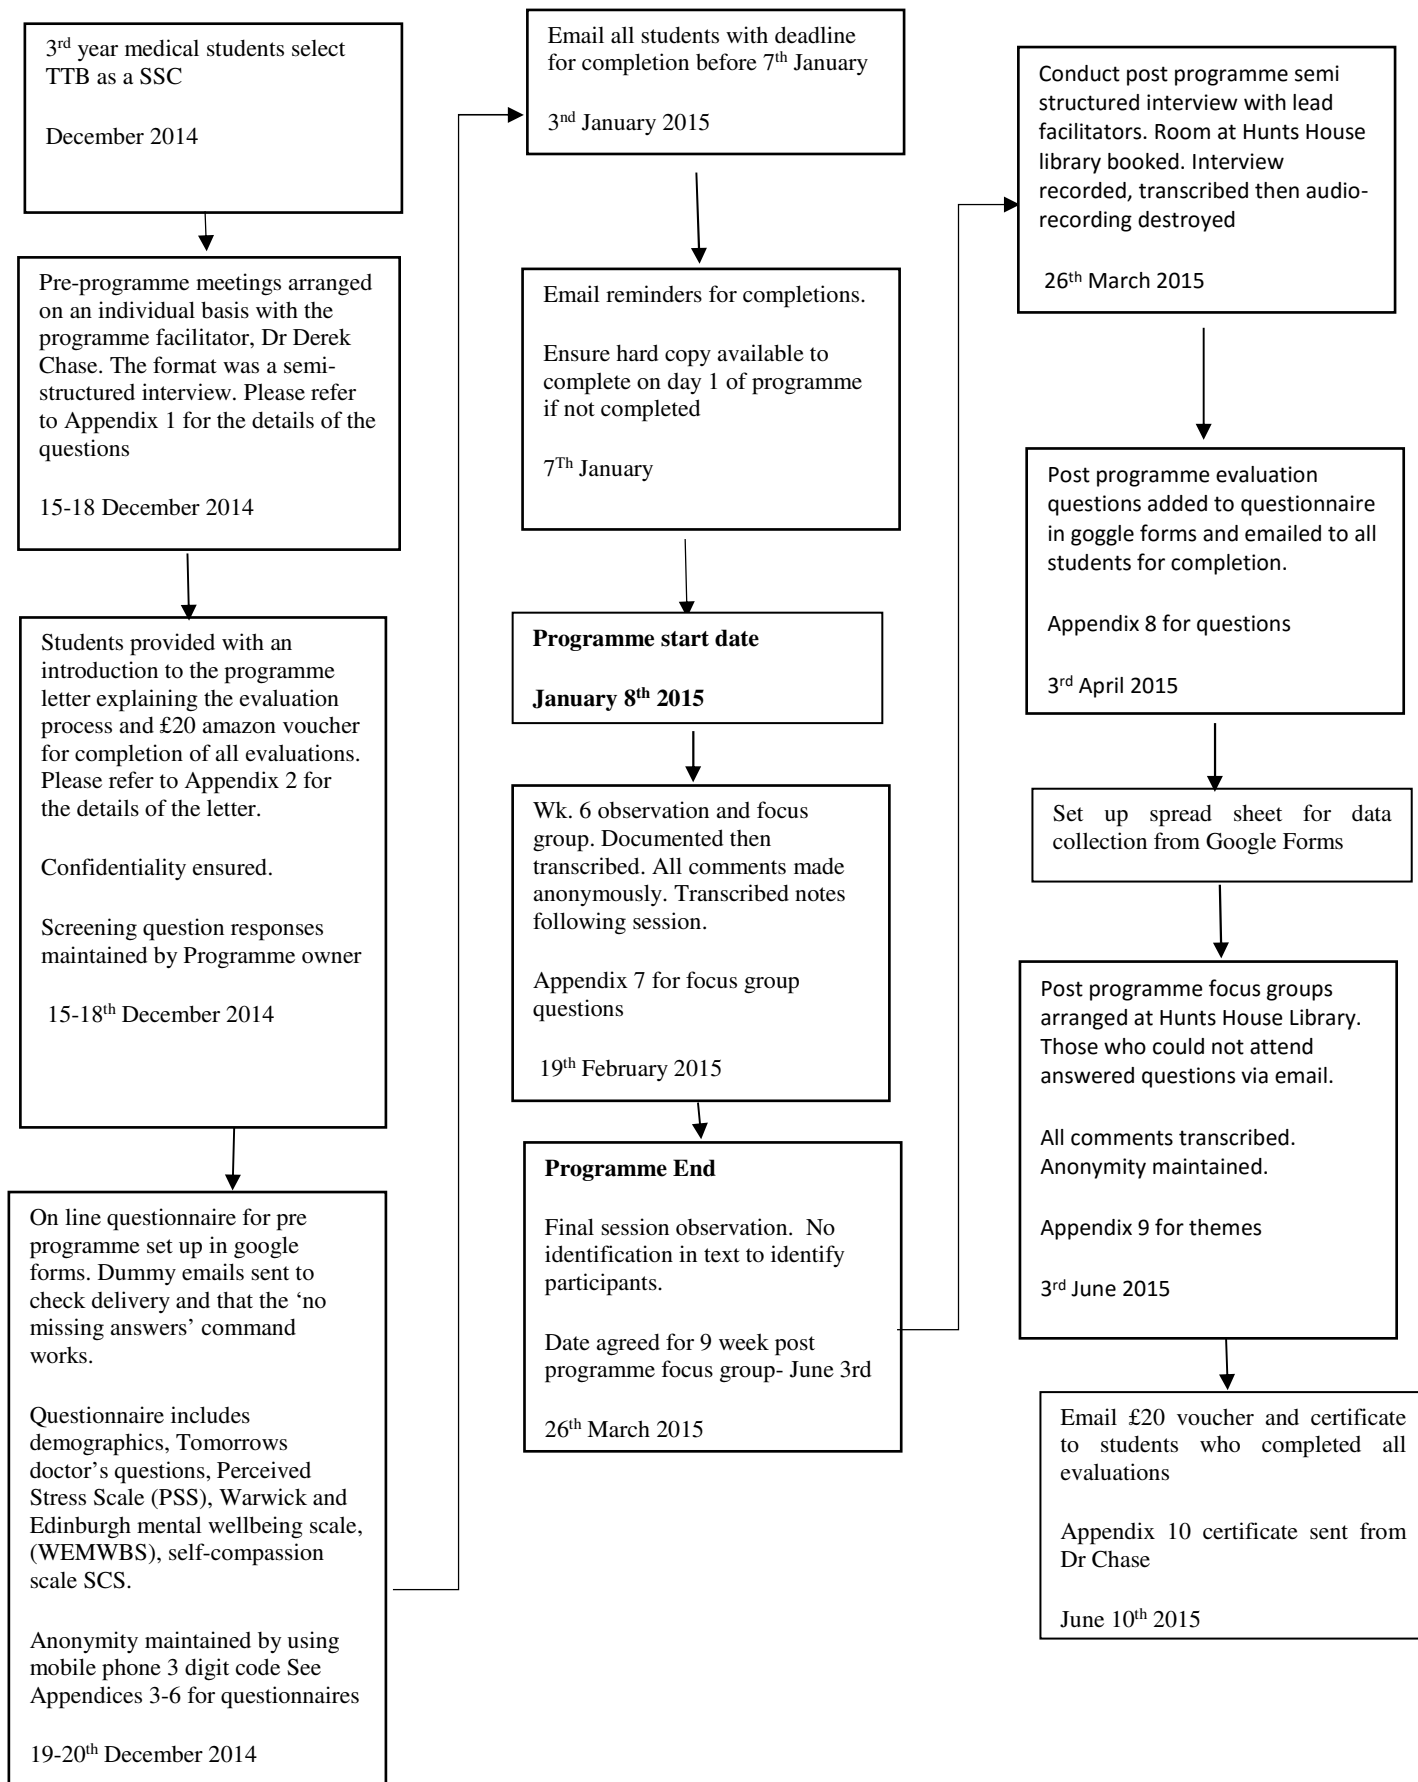 3rd year medical students select
TTB as a SSC
December 2014
Pre-programme meetings arranged
on an individual basis with the
programme facilitator, Dr Derek
Chase. The format was a semi-
structured interview. Please refer
to Appendix 1 for the details of the
questions
15-18 December 2014
Students provided with an
introduction to the programme
letter explaining the evaluation
process and £20 amazon voucher
for completion of all evaluations.
Please refer to Appendix 2 for
the details of the letter.
Confidentiality ensured.
Screening question responses
maintained by Programme owner
15-18th December 2014
On line questionnaire for pre
programme set up in google
forms. Dummy emails sent to
check delivery and that the ‘no
missing answers’ command
works.
Questionnaire includes
demographics, Tomorrows
doctor’s questions, Perceived
Stress Scale (PSS), Warwick and
Edinburgh mental wellbeing scale,
(WEMWBS), self-compassion
scale SCS.
Anonymity maintained by using
mobile phone 3 digit code See
Appendices 3-6 for questionnaires
19-20th December 2014
Email all students with deadline
for completion before 7th January
3nd January 2015
Email reminders for completions.
Ensure hard copy available to
complete on day 1 of programme
if not completed
7Th January
Programme start date
January 8th 2015
Wk. 6 observation and focus
group. Documented then
transcribed. All comments made
anonymously. Transcribed notes
following session.
Appendix 7 for focus group
questions
19th February 2015
Programme End
Final session observation. No
identification in text to identify
participants.
Date agreed for 9 week post
programme focus group- June 3rd
26th March 2015
Conduct post programme semi
structured interview with lead
facilitators. Room at Hunts House
library booked. Interview
recorded, transcribed then audio-
recording destroyed
26th March 2015
Post programme evaluation
questions added to questionnaire
in goggle forms and emailed to all
students for completion.
Appendix 8 for questions
3rd April 2015
Set up spread sheet for data
collection from Google Forms
Post programme focus groups
arranged at Hunts House Library.
Those who could not attend
answered questions via email.
All comments transcribed.
Anonymity maintained.
Appendix 9 for themes
3rd June 2015
Email £20 voucher and certificate
to students who completed all
evaluations
Appendix 10 certificate sent from
Dr Chase
June 10th 2015